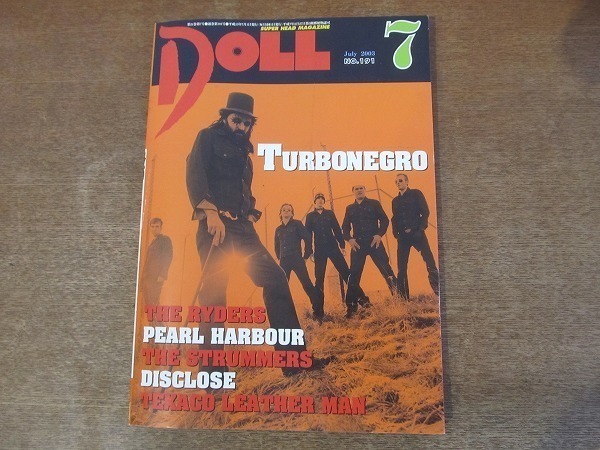 SUPER HEAD MAGAZINE
DOLL
July 2003
NO.191
7
TURBONEGRO
THE RYDERS
PEARL HARBOUR
THE STRUMMERS
DISCLOSE
TEXACO LEATHER MAN